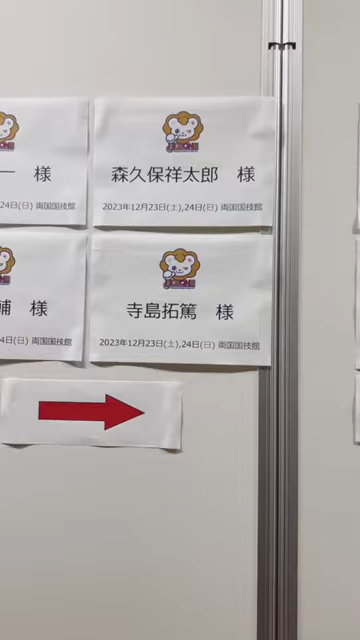 一 様
24日(日) 両国国技館
森久保祥太郎 様
2023年12月23日(土),24日(日) 両国国技館
輔 様
4日(日) 両国国技館
寺島拓篤 様
2023年12月23日(土),24日(日) 両国国技館